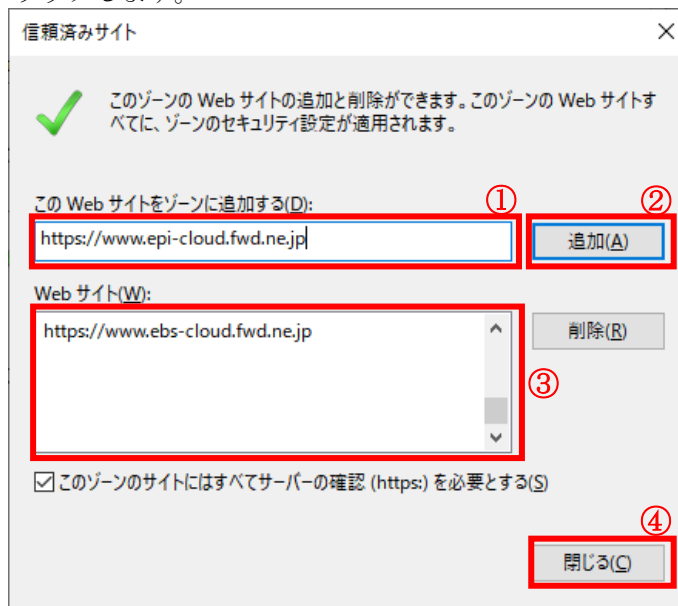 クリックします。
信頼済みサイト
このゾーンの Web サイトの追加と削除ができます。このゾーンの Web サイトす
べてに、ゾーンのセキュリティ設定が適用されます。
この Web サイトをゾーンに追加する(D):
①
②
https://www.epi-cloud.fwd.ne.jp
追加(A)
Web サイト(W):
https://www.ebs-cloud.fwd.ne.jp
削除(R)
③
このゾーンのサイトにはすべてサーバーの確認 (https:) を必要とする(S)
④
閉じる(C)